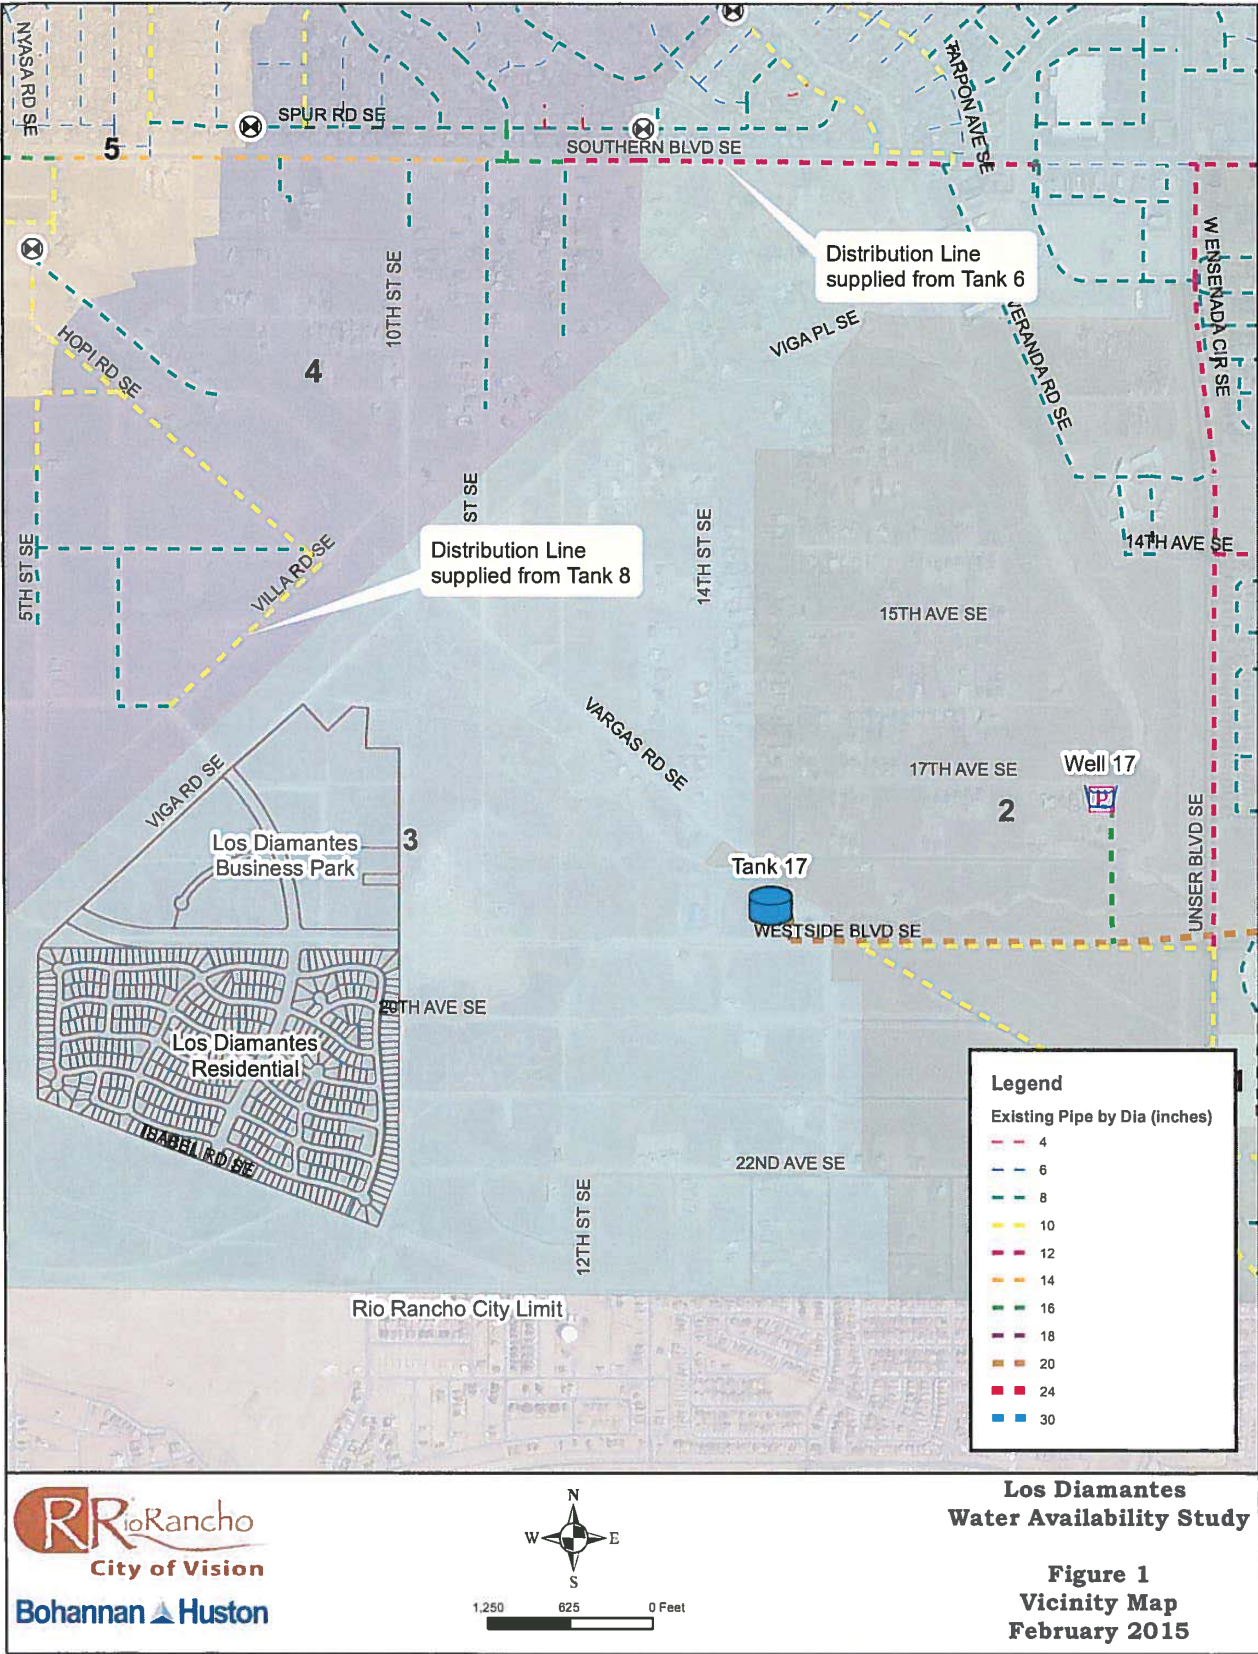 NYASA RD SE
SPUR RD SE
5
SOUTHERN BLVD SE
TARPON AVE SE
Distribution Line
supplied from Tank 6
W ENSENADA CIR SE
10TH ST SE
VIGA PL SE
VERANDA RD SE
HOPI RD SE
4
ST SE
Distribution Line
supplied from Tank 8
14TH ST SE
14TH AVE SE
5TH ST SE
VILLA RD SE
15TH AVE SE
VARGAS RD SE
17TH AVE SE
Well 17
P
2
VIGA RD SE
UNSER BLVD SE
Los Diamantes
Business Park
3
Tank 17
WESTSIDE BLVD SE
20TH AVE SE
Los Diamantes
Residential
ISABEL RD SE
22ND AVE SE
12TH ST SE
Rio Rancho City Limit
Legend
Existing Pipe by Dia (inches)
4
6
8
10
12
14
16
18
20
24
30
RRioRancho
City of Vision
Bohannan Huston
N
W E
S
1,250 625 0 Feet
Los Diamantes
Water Availability Study
Figure 1
Vicinity Map
February 2015